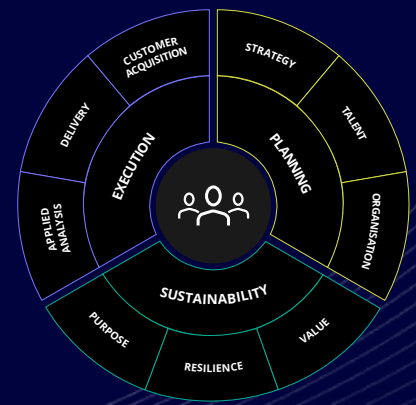 CUSTOMER
ACQUISITION
STRATEGY
DELIVERY
TALENT
EXECUTION
PLANNING
APPLIED
ANALYSIS
ORGANISATION
SUSTAINABILITY
PURPOSE
RESILIENCE
VALUE